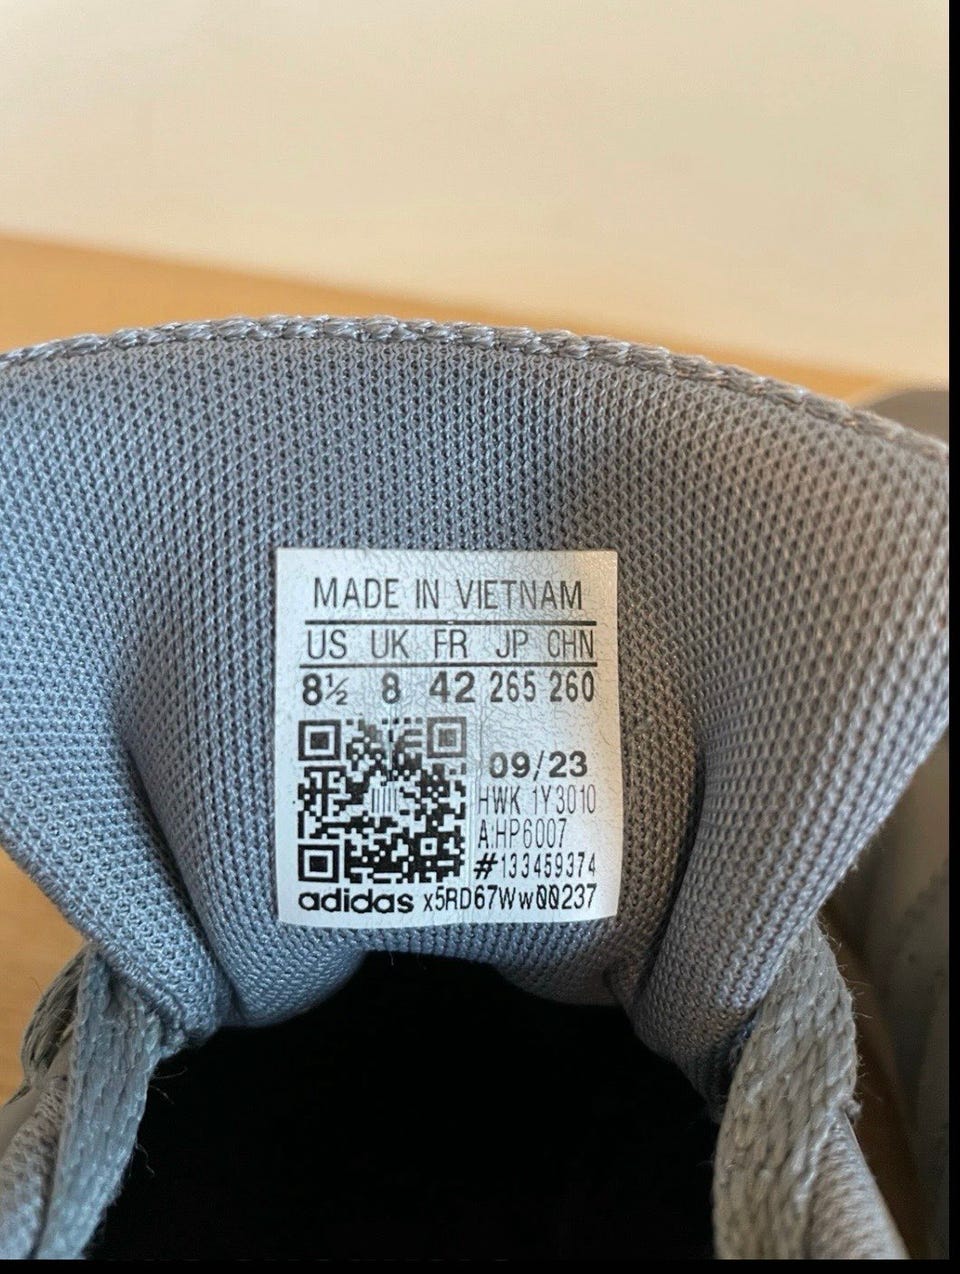 MADE IN VIETNAM
US UK FR JP CHN
8½ 8 42 265 260
09/23
HWK 1Y3010
A:HP6007
#133459374
adidas x5RD67Ww00237